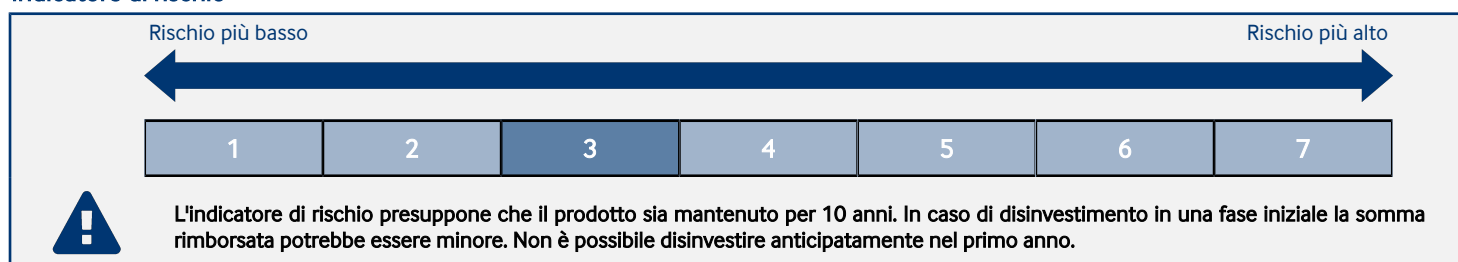 Rischio più basso
Rischio più alto
1 2 3 4 5 6 7
L'indicatore di rischio presuppone che il prodotto sia mantenuto per 10 anni. In caso di disinvestimento in una fase iniziale la somma
rimborsata potrebbe essere minore. Non è possibile disinvestire anticipatamente nel primo anno.